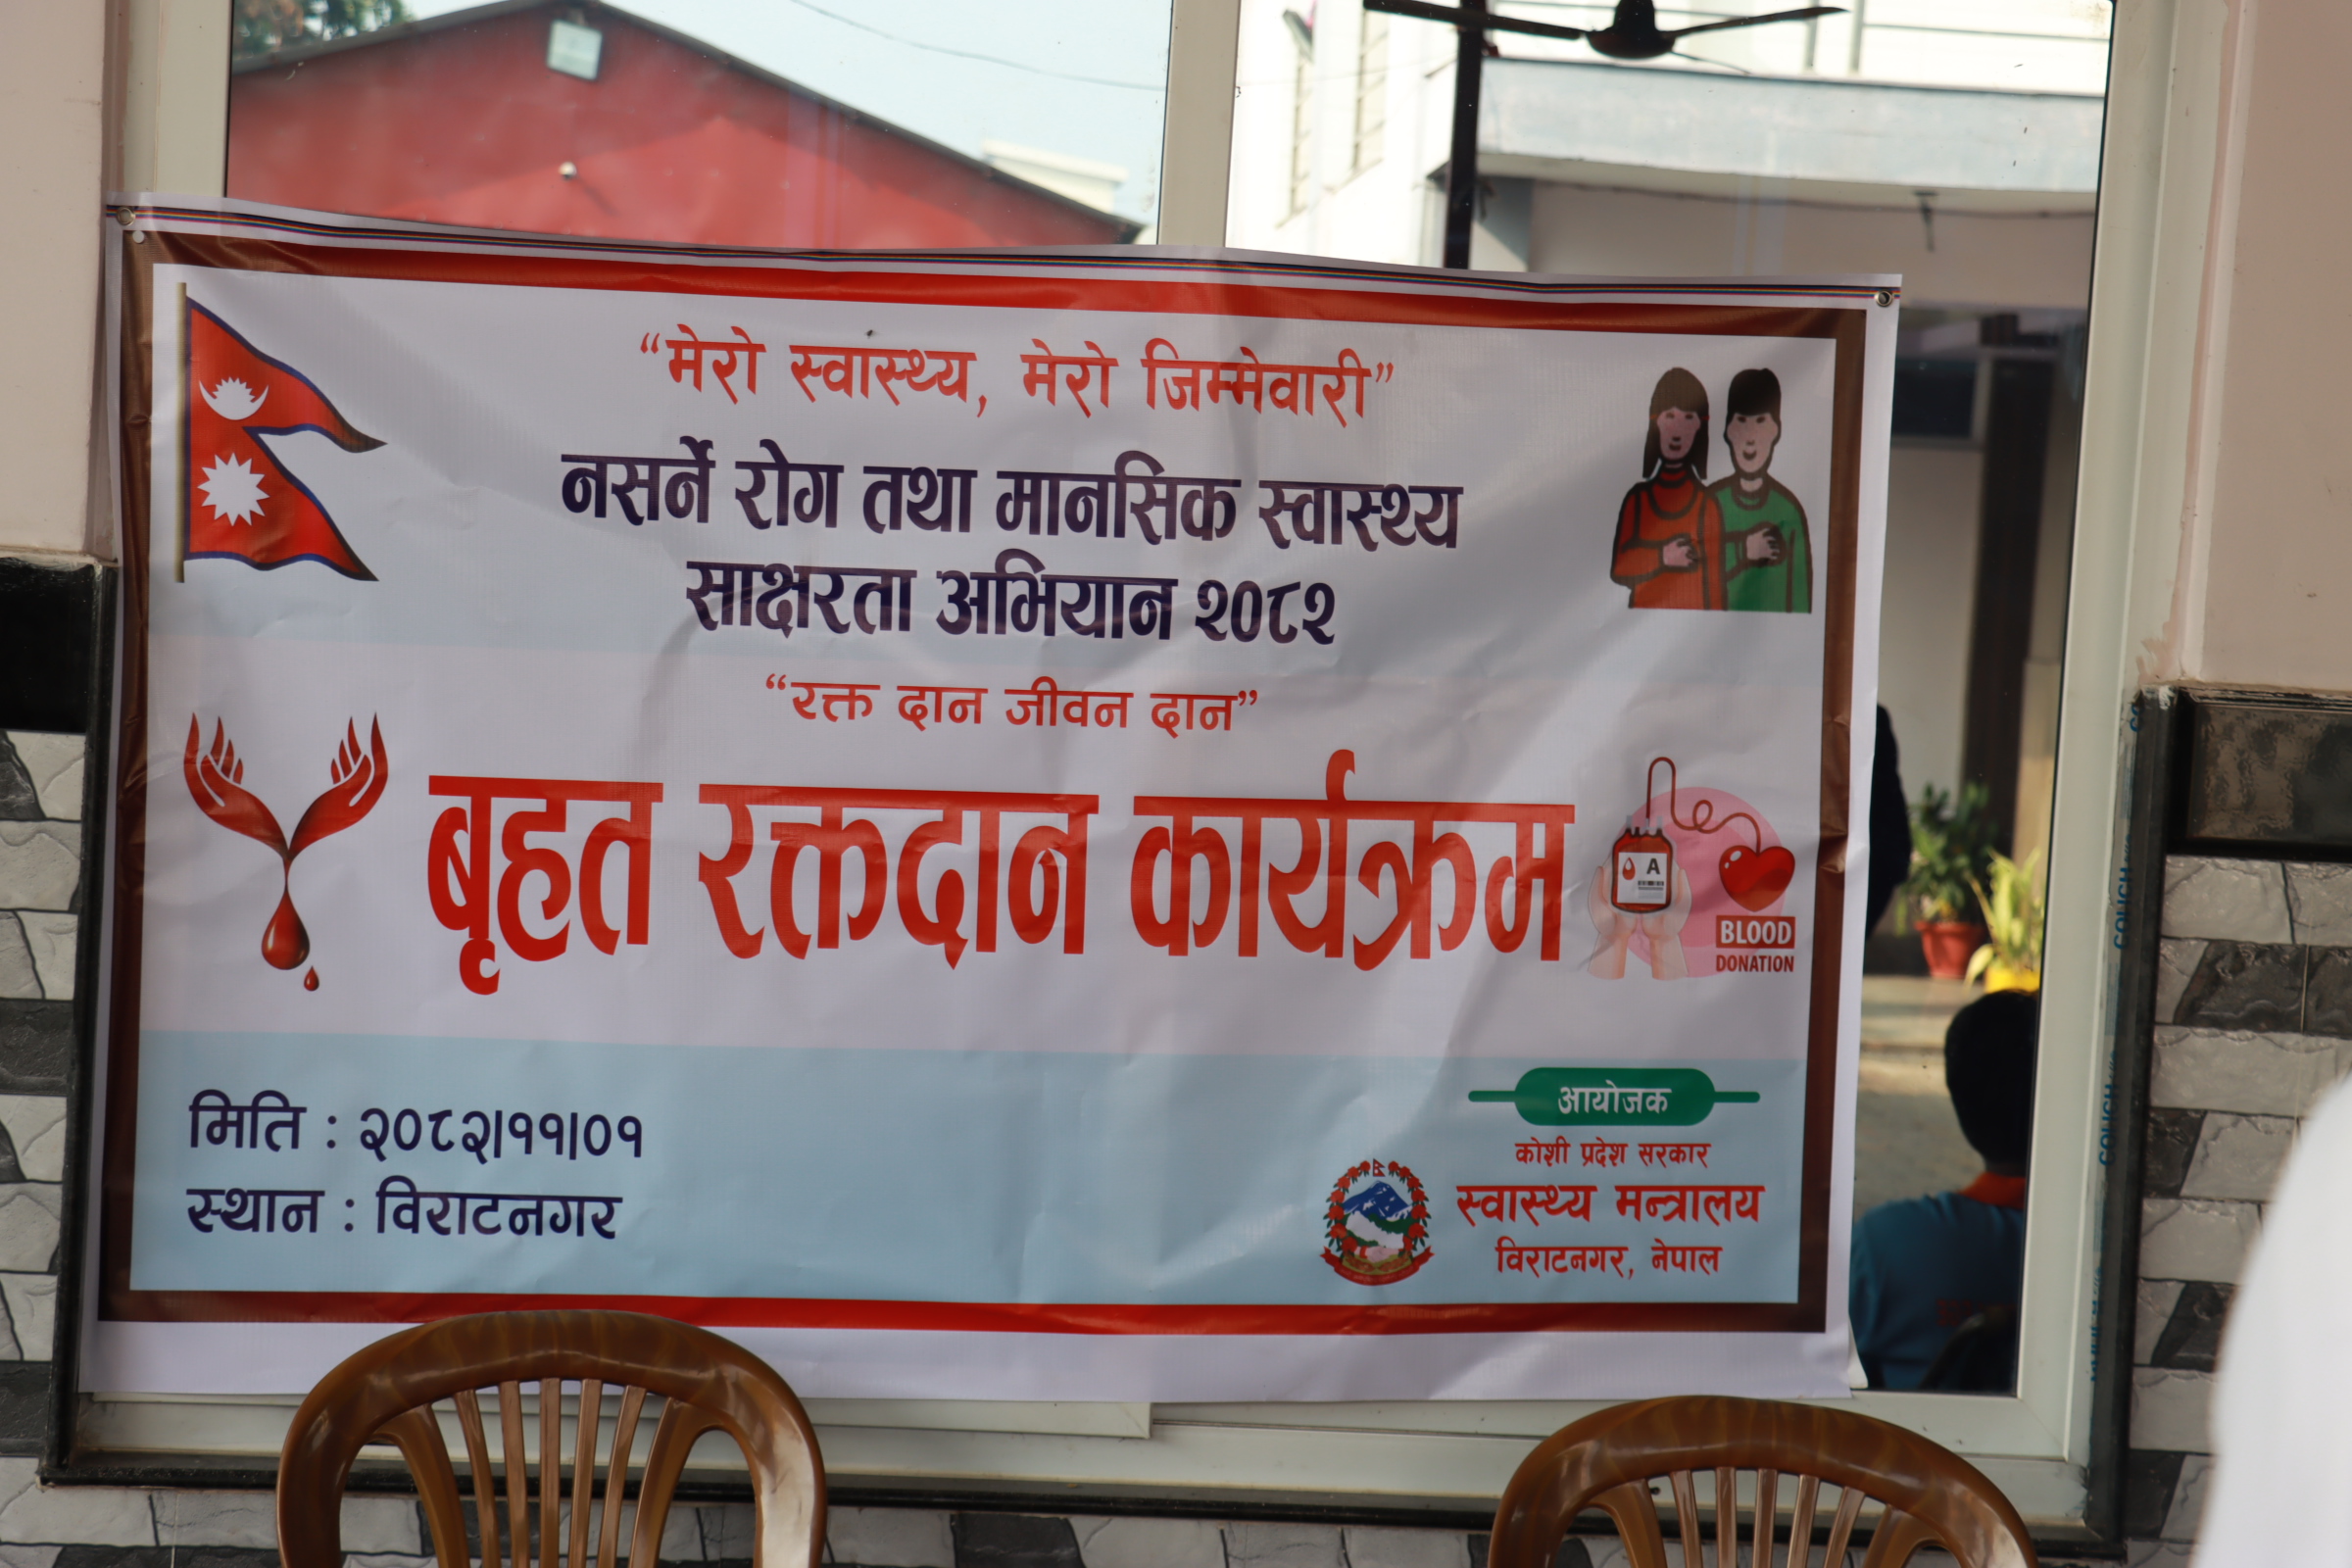 “मेरो स्वास्थ्य, मेरो जिम्मेवारी”
नसर्ने रोग तथा मानसिक स्वास्थ्य
साक्षरता अभियान २०८२
“रक्त दान जीवन दान”
बृहत रक्तदान कार्यक्रम
A
BLOOD
DONATION
मिति : २०८२|११|०१
स्थान : विराटनगर
आयोजक
कोशी प्रदेश सरकार
स्वास्थ्य मन्त्रालय
विराटनगर, नेपाल